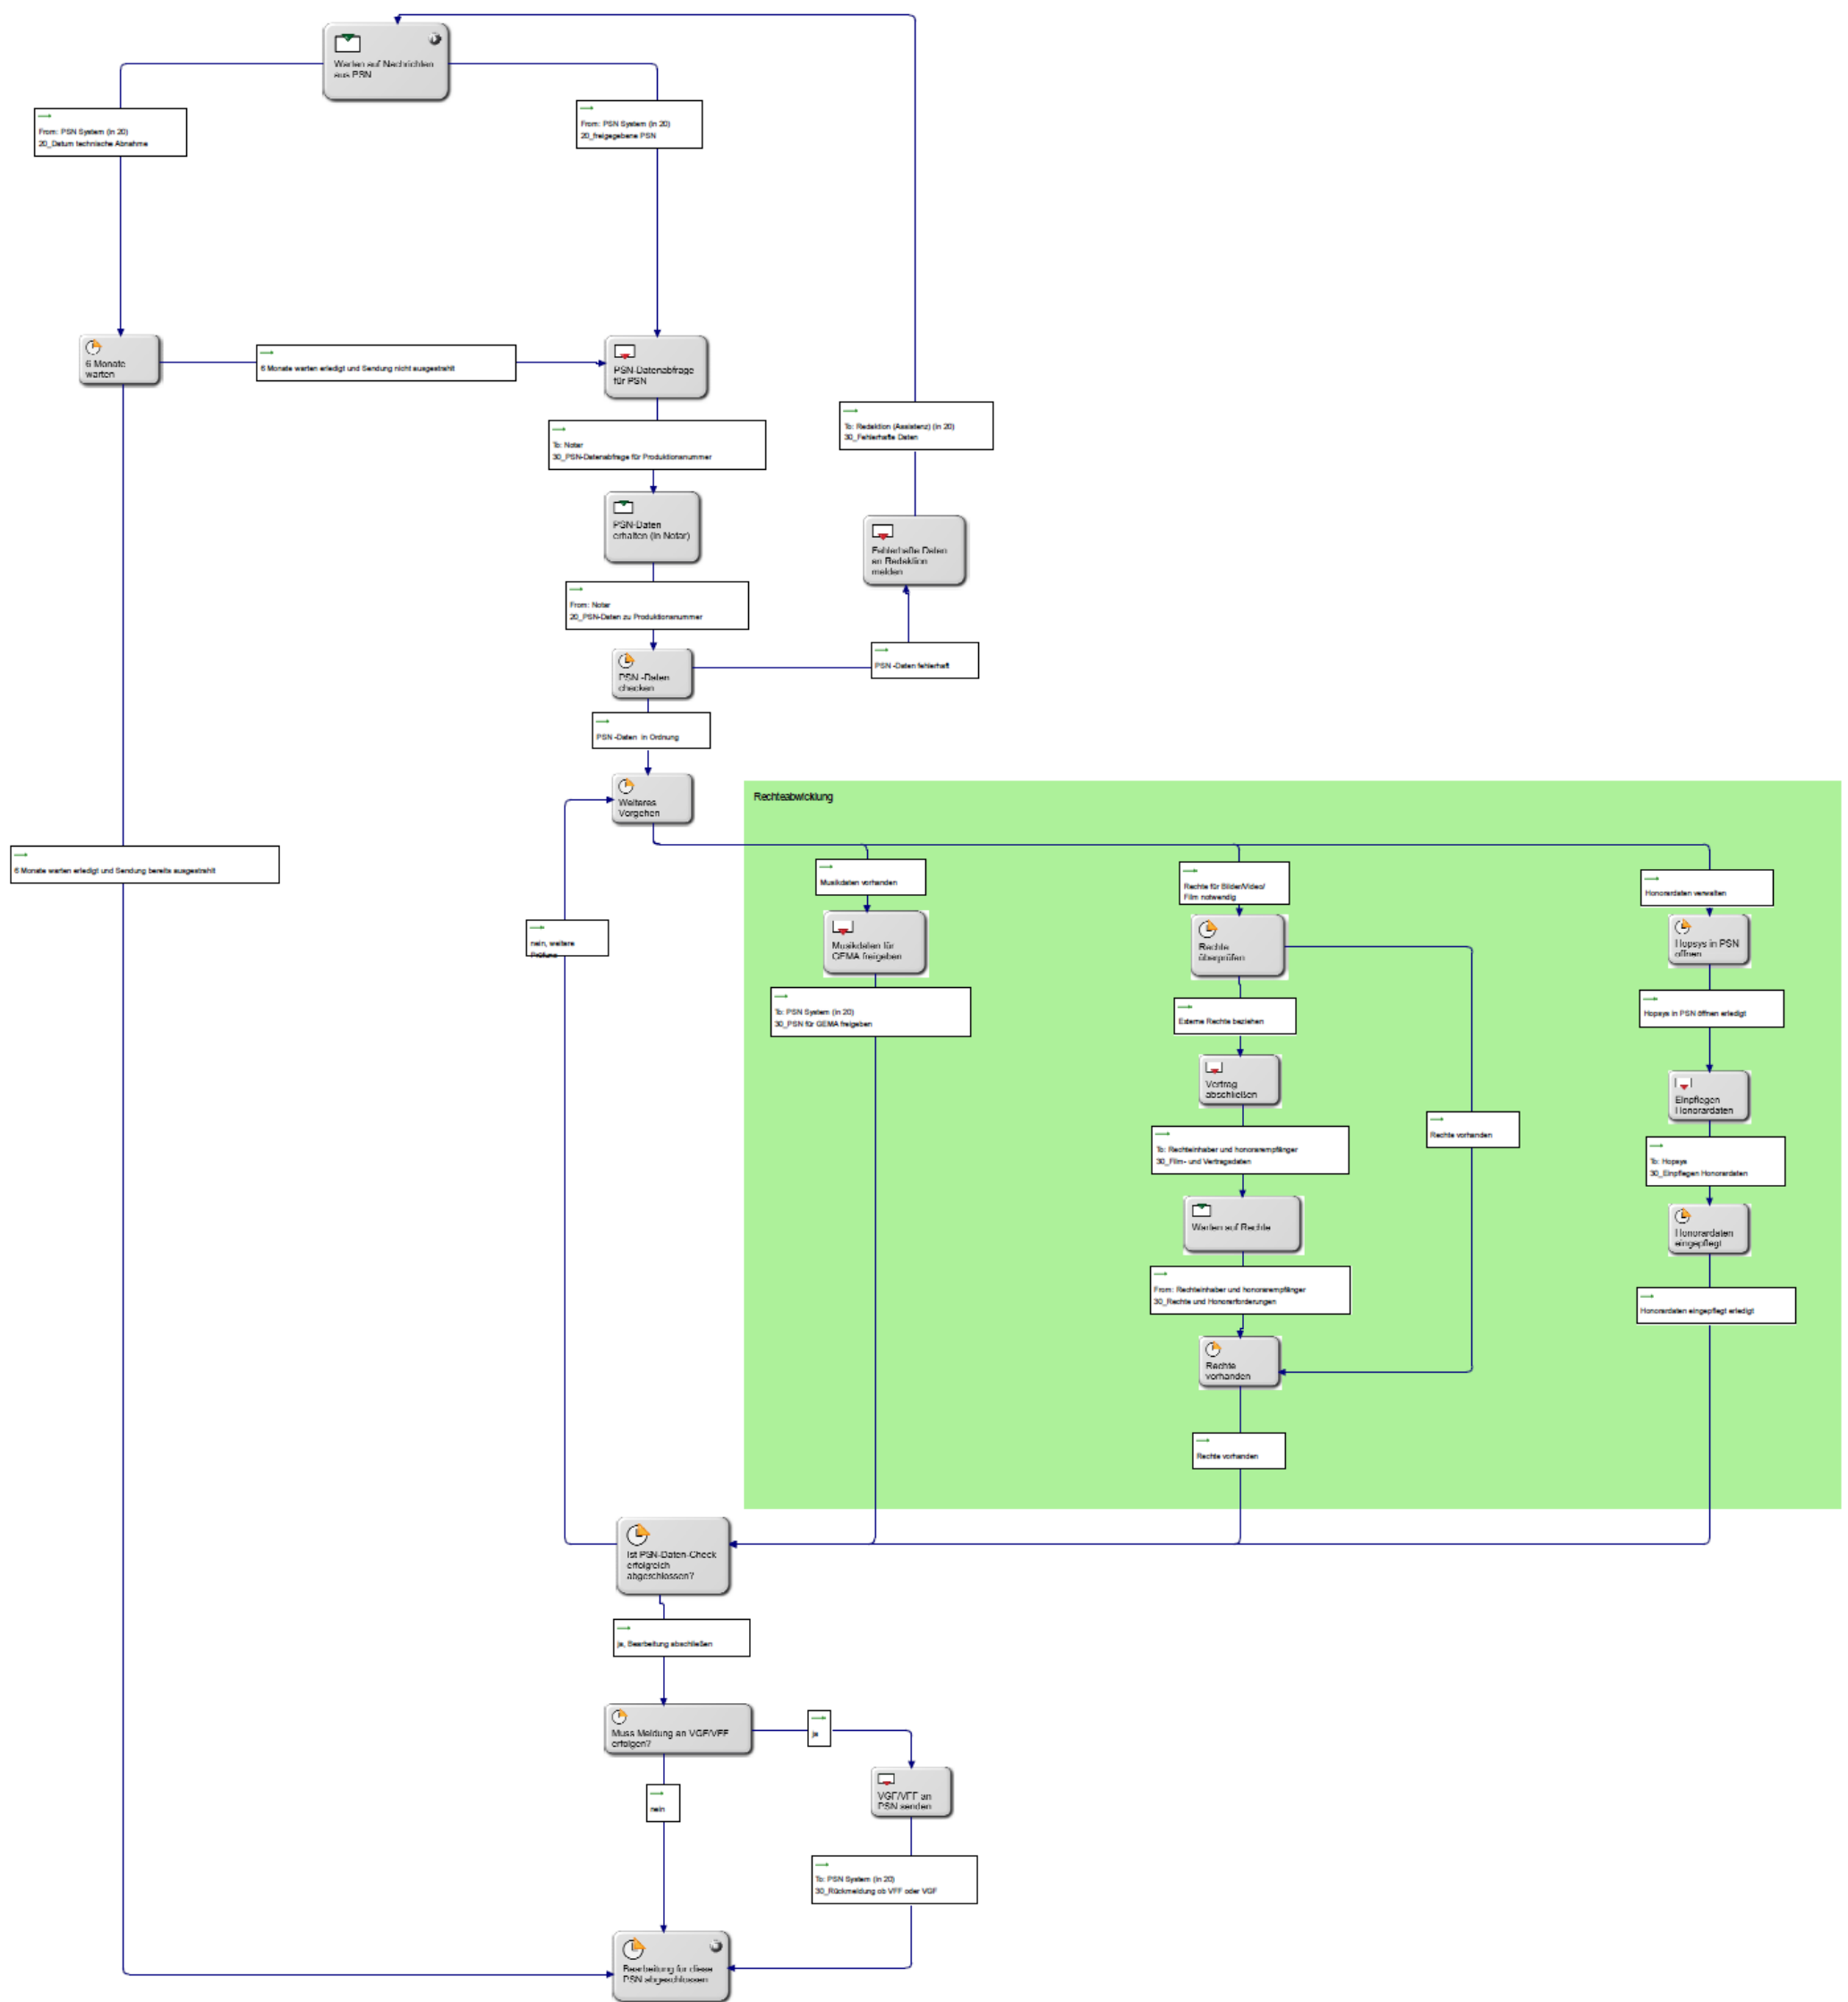 Warten auf Nachrichten
aus PSN
From: PSN System (in 20)
20_Datum technische Abnahme
From: PSN System (in 20)
20_freigegebene PSN
6 Monate
warten
6 Monate warten erledigt und Sendung nicht ausgestrahlt
PSN-Datenabfrage
für PSN
To: Redaktion (Assistenz) (in 20)
30_Fehlerhafte Daten
To: Notar
30_PSN-Datenabfrage für Produktionsnummer
PSN-Daten
erhalten (in Notar)
Fehlerhafte Daten
an Redaktion
melden
From: Notar
20_PSN-Daten zu Produktionsnummer
PSN -Daten
checken
PSN -Daten fehlerhaft
PSN -Daten in Ordnung
Weiteres
Vorgehen
Rechteabwicklung
6 Monate warten erledigt und Sendung bereits ausgestrahlt
Musikdaten vorhanden
Rechte für Bilder/Video/
Film notwendig
Honorardaten verwalten
nein, weitere
Prüfung
Musikdaten für
GEMA freigeben
Rechte
überprüfen
Hopsys in PSN
öffnen
To: PSN System (in 20)
30_PSN für GEMA freigeben
Externe Rechte beziehen
Hopsys in PSN öffnen erledigt
Vertrag
abschließen
Einpflegen
Honorardaten
Rechte vorhanden
To: Rechteinhaber und honorarempfänger
30_Film- und Vertragsdaten
To: Hopsys
30_Einpflegen Honorardaten
Warten auf Rechte
Honorardaten
eingepflegt
From: Rechteinhaber und honorarempfänger
30_Rechte und Honorarforderungen
Honorardaten eingepflegt erledigt
Rechte
vorhanden
Rechte vorhanden
Ist PSN-Daten-Check
erfolgreich
abgeschlossen?
ja, Bearbeitung abschließen
Muss Meldung an VGF/VFF
erfolgen?
ja
VGF/VFF an
PSN senden
nein
To: PSN System (in 20)
30_Rückmeldung ob VFF oder VGF
Bearbeitung für diese
PSN abgeschlossen